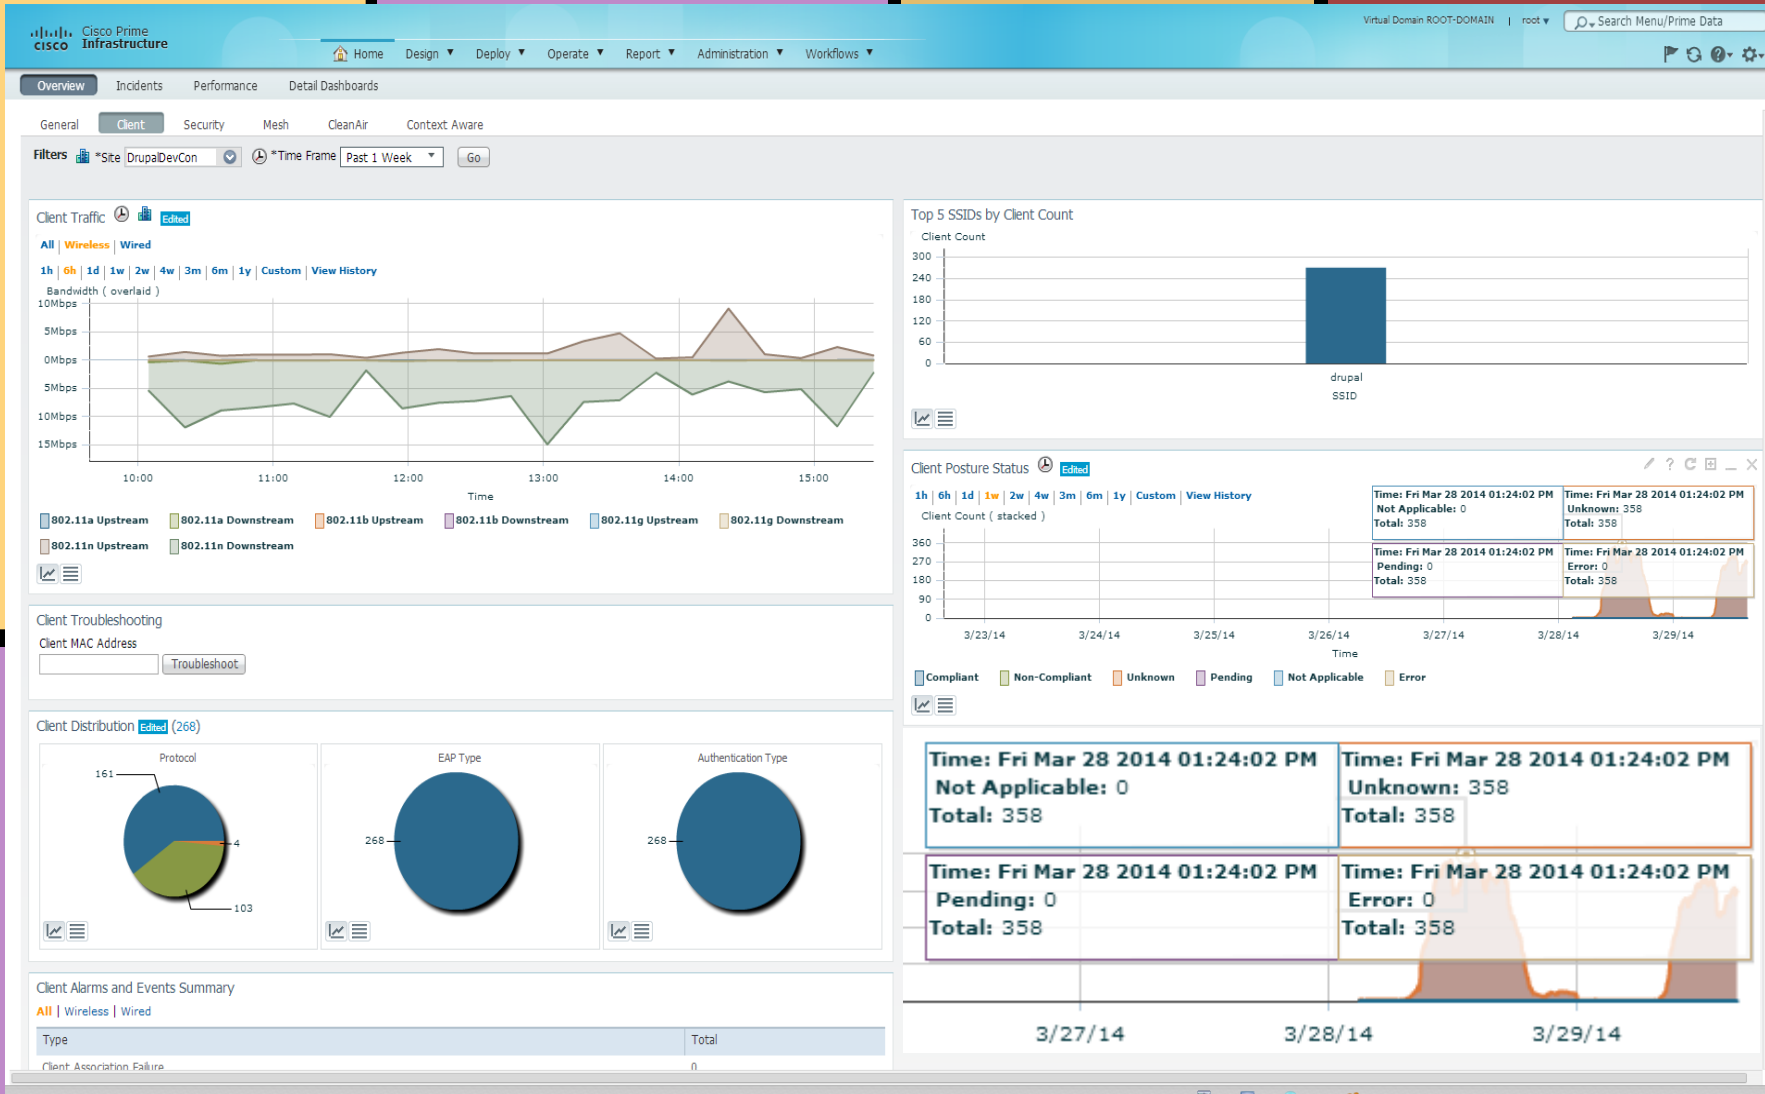 Virtual Domain ROOT-DOMAIN | root
Search Menu/Prime Data
Cisco Prime
cisco Infrastructure
Home Design Deploy Operate Report Administration Workflows
Overview Incidents Performance Detail Dashboards
General Client Security Mesh CleanAir Context Aware
Filters *Site DrupalDevCon *Time Frame Past 1 Week Go
Client Traffic Edited
All | Wireless | Wired
1h | 6h | 1d | 1w | 2w | 4w | 3m | 6m | 1y | Custom | View History
Bandwidth ( overlaid )
10Mbps
5Mbps
0Mbps
5Mbps
10Mbps
15Mbps
10:00 11:00 12:00 13:00 14:00 15:00
Time
802.11a Upstream 802.11a Downstream 802.11b Upstream 802.11b Downstream 802.11g Upstream 802.11g Downstream
802.11n Upstream 802.11n Downstream
Client Troubleshooting
Client MAC Address
Troubleshoot
Client Distribution Edited (268)
Protocol
161
4
103
EAP Type
268
Authentication Type
268
Client Alarms and Events Summary
All | Wireless | Wired
Type Total
Client Association Failure 0
Top 5 SSIDs by Client Count
Client Count
300
240
180
120
60
0
drupal
SSID
Client Posture Status Edited
1h | 6h | 1d | 1w | 2w | 4w | 3m | 6m | 1y | Custom | View History
Client Count ( stacked )
360
270
180
90
0
Time: Fri Mar 28 2014 01:24:02 PM
Not Applicable: 0
Total: 358
Time: Fri Mar 28 2014 01:24:02 PM
Unknown: 358
Total: 358
Time: Fri Mar 28 2014 01:24:02 PM
Pending: 0
Total: 358
Time: Fri Mar 28 2014 01:24:02 PM
Error: 0
Total: 358
3/23/14 3/24/14 3/25/14 3/26/14 3/27/14 3/28/14 3/29/14
Time
Compliant Non-Compliant Unknown Pending Not Applicable Error
Time: Fri Mar 28 2014 01:24:02 PM
Not Applicable: 0
Total: 358
Time: Fri Mar 28 2014 01:24:02 PM
Unknown: 358
Total: 358
Time: Fri Mar 28 2014 01:24:02 PM
Pending: 0
Total: 358
Time: Fri Mar 28 2014 01:24:02 PM
Error: 0
Total: 358
3/27/14 3/28/14 3/29/14